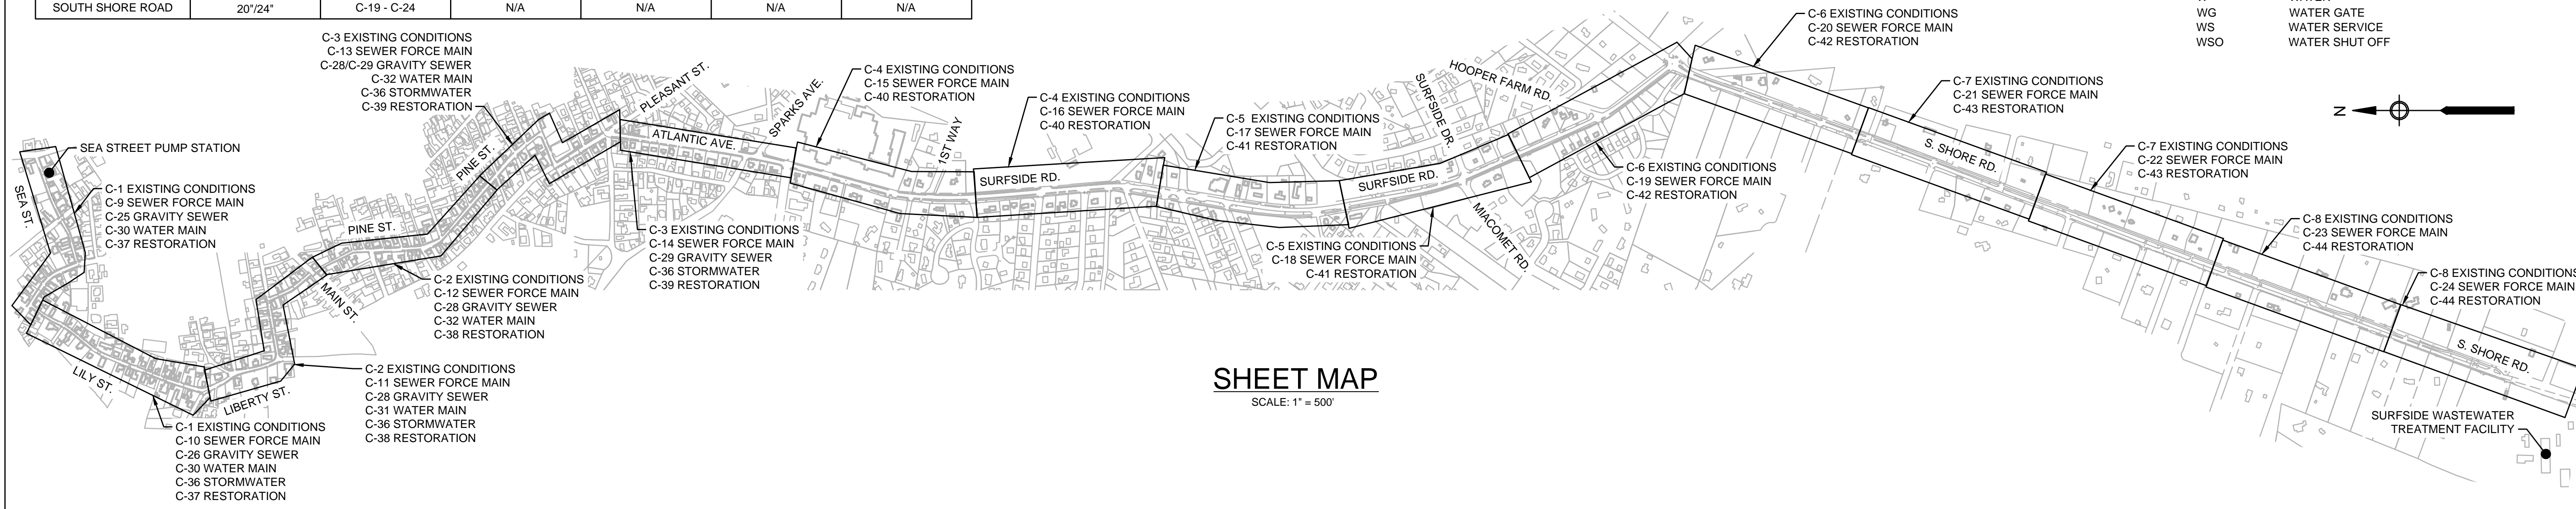 SOUTH SHORE ROAD 20"/24" C-19 - C-24 N/A N/A N/A N/A
WG WATER GATE
WS WATER SERVICE
WSO WATER SHUT OFF
C-3 EXISTING CONDITIONS
C-13 SEWER FORCE MAIN
C-28/C-29 GRAVITY SEWER
C-32 WATER MAIN
C-36 STORMWATER
C-39 RESTORATION
SEA STREET PUMP STATION
SEA ST.
C-1 EXISTING CONDITIONS
C-9 SEWER FORCE MAIN
C-25 GRAVITY SEWER
C-30 WATER MAIN
C-37 RESTORATION
LILY ST.
C-1 EXISTING CONDITIONS
C-10 SEWER FORCE MAIN
C-26 GRAVITY SEWER
C-30 WATER MAIN
C-36 STORMWATER
C-37 RESTORATION
LIBERTY ST.
C-2 EXISTING CONDITIONS
C-11 SEWER FORCE MAIN
C-28 GRAVITY SEWER
C-31 WATER MAIN
C-36 STORMWATER
C-38 RESTORATION
MAIN ST.
PINE ST.
C-2 EXISTING CONDITIONS
C-12 SEWER FORCE MAIN
C-28 GRAVITY SEWER
C-32 WATER MAIN
C-38 RESTORATION
PINE ST.
PLEASANT ST.
ATLANTIC AVE.
SPARKS AVE.
C-3 EXISTING CONDITIONS
C-14 SEWER FORCE MAIN
C-29 GRAVITY SEWER
C-36 STORMWATER
C-39 RESTORATION
C-4 EXISTING CONDITIONS
C-15 SEWER FORCE MAIN
C-40 RESTORATION
1ST WAY
C-4 EXISTING CONDITIONS
C-16 SEWER FORCE MAIN
C-40 RESTORATION
SURFSIDE RD.
C-5 EXISTING CONDITIONS
C-17 SEWER FORCE MAIN
C-41 RESTORATION
SURFSIDE DR.
HOOPER FARM RD.
SURFSIDE RD.
MIACOMET RD.
C-5 EXISTING CONDITIONS
C-18 SEWER FORCE MAIN
C-41 RESTORATION
C-6 EXISTING CONDITIONS
C-19 SEWER FORCE MAIN
C-42 RESTORATION
C-6 EXISTING CONDITIONS
C-20 SEWER FORCE MAIN
C-42 RESTORATION
C-7 EXISTING CONDITIONS
C-21 SEWER FORCE MAIN
C-43 RESTORATION
S. SHORE RD.
C-7 EXISTING CONDITIONS
C-22 SEWER FORCE MAIN
C-43 RESTORATION
N
C-8 EXISTING CONDITIONS
C-23 SEWER FORCE MAIN
C-44 RESTORATION
C-8 EXISTING CONDITIONS
C-24 SEWER FORCE MAIN
C-44 RESTORATION
S. SHORE RD.
SURFSIDE WASTEWATER
TREATMENT FACILITY
SHEET MAP
SCALE: 1" = 500'